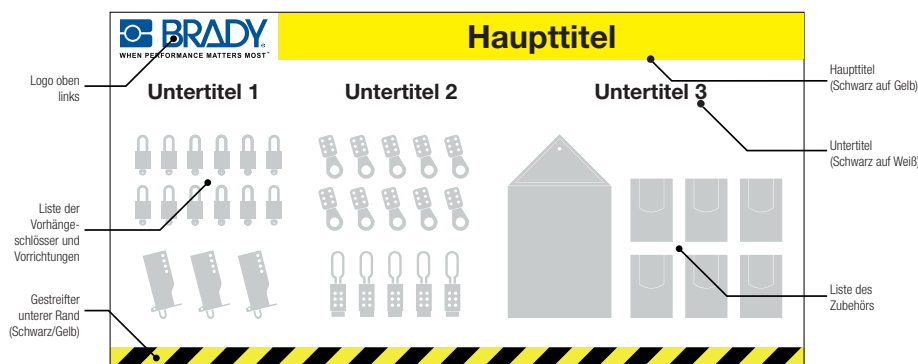 BRADY
WHEN PERFORMANCE MATTERS MOST™
Haupttitel
Logo oben
links
Haupttitel
(Schwarz auf Gelb)
Untertitel 1
Untertitel 2
Untertitel 3
Untertitel
(Schwarz auf Weiß)
Liste der
Vorhänge-
schlösser und
Vorrichtungen
Liste des
Zubehörs
Gestreifter
unterer Rand
(Schwarz/Gelb)